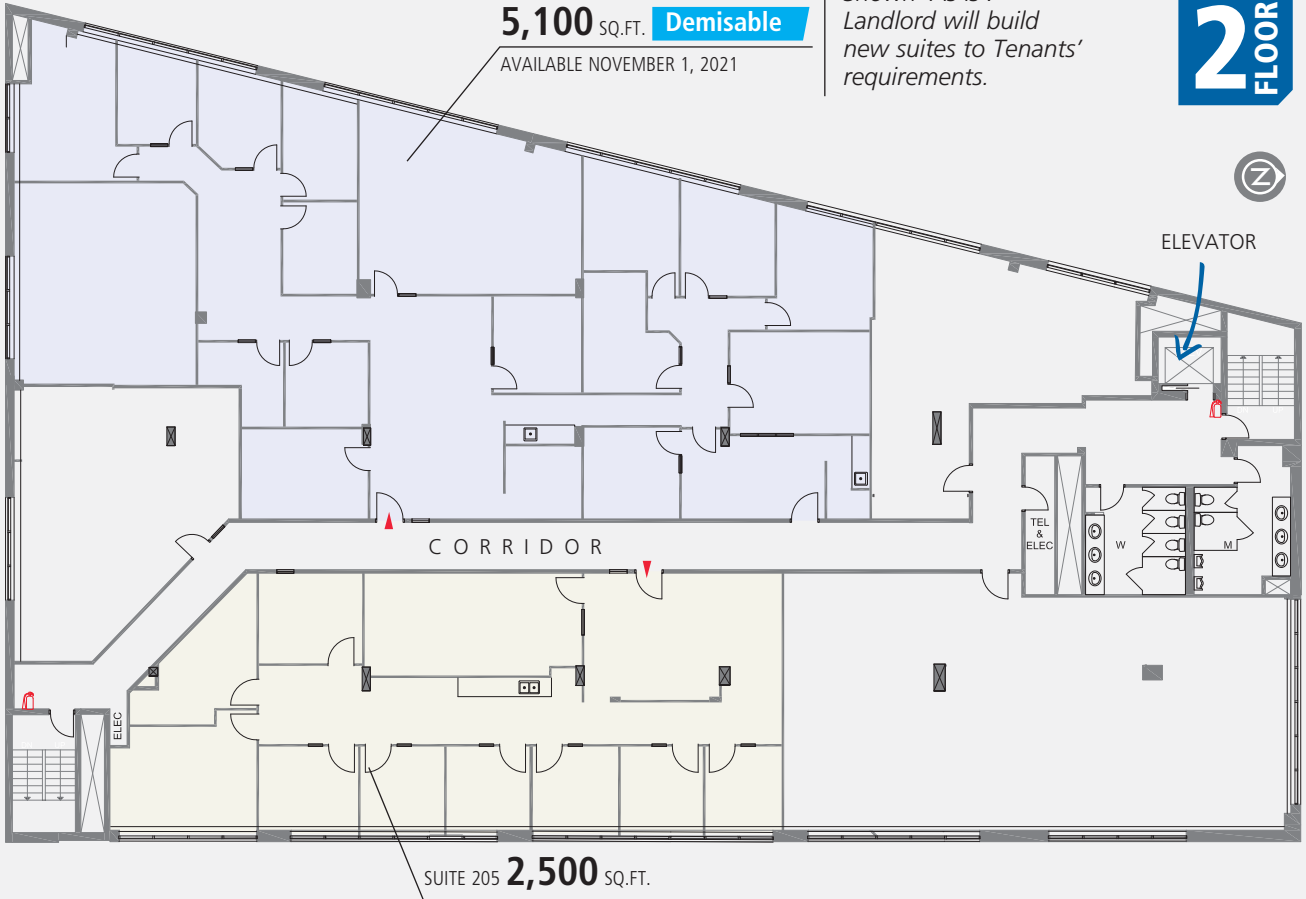 5,100 SQ.FT. Demisable
AVAILABLE NOVEMBER 1, 2021
Landlord will build
new suites to Tenants’
requirements.
2 FLOOR
N
ELEVATOR
CORRIDOR
TEL
&
ELEC
W
M
ELEC
SUITE 205 2,500 SQ.FT.